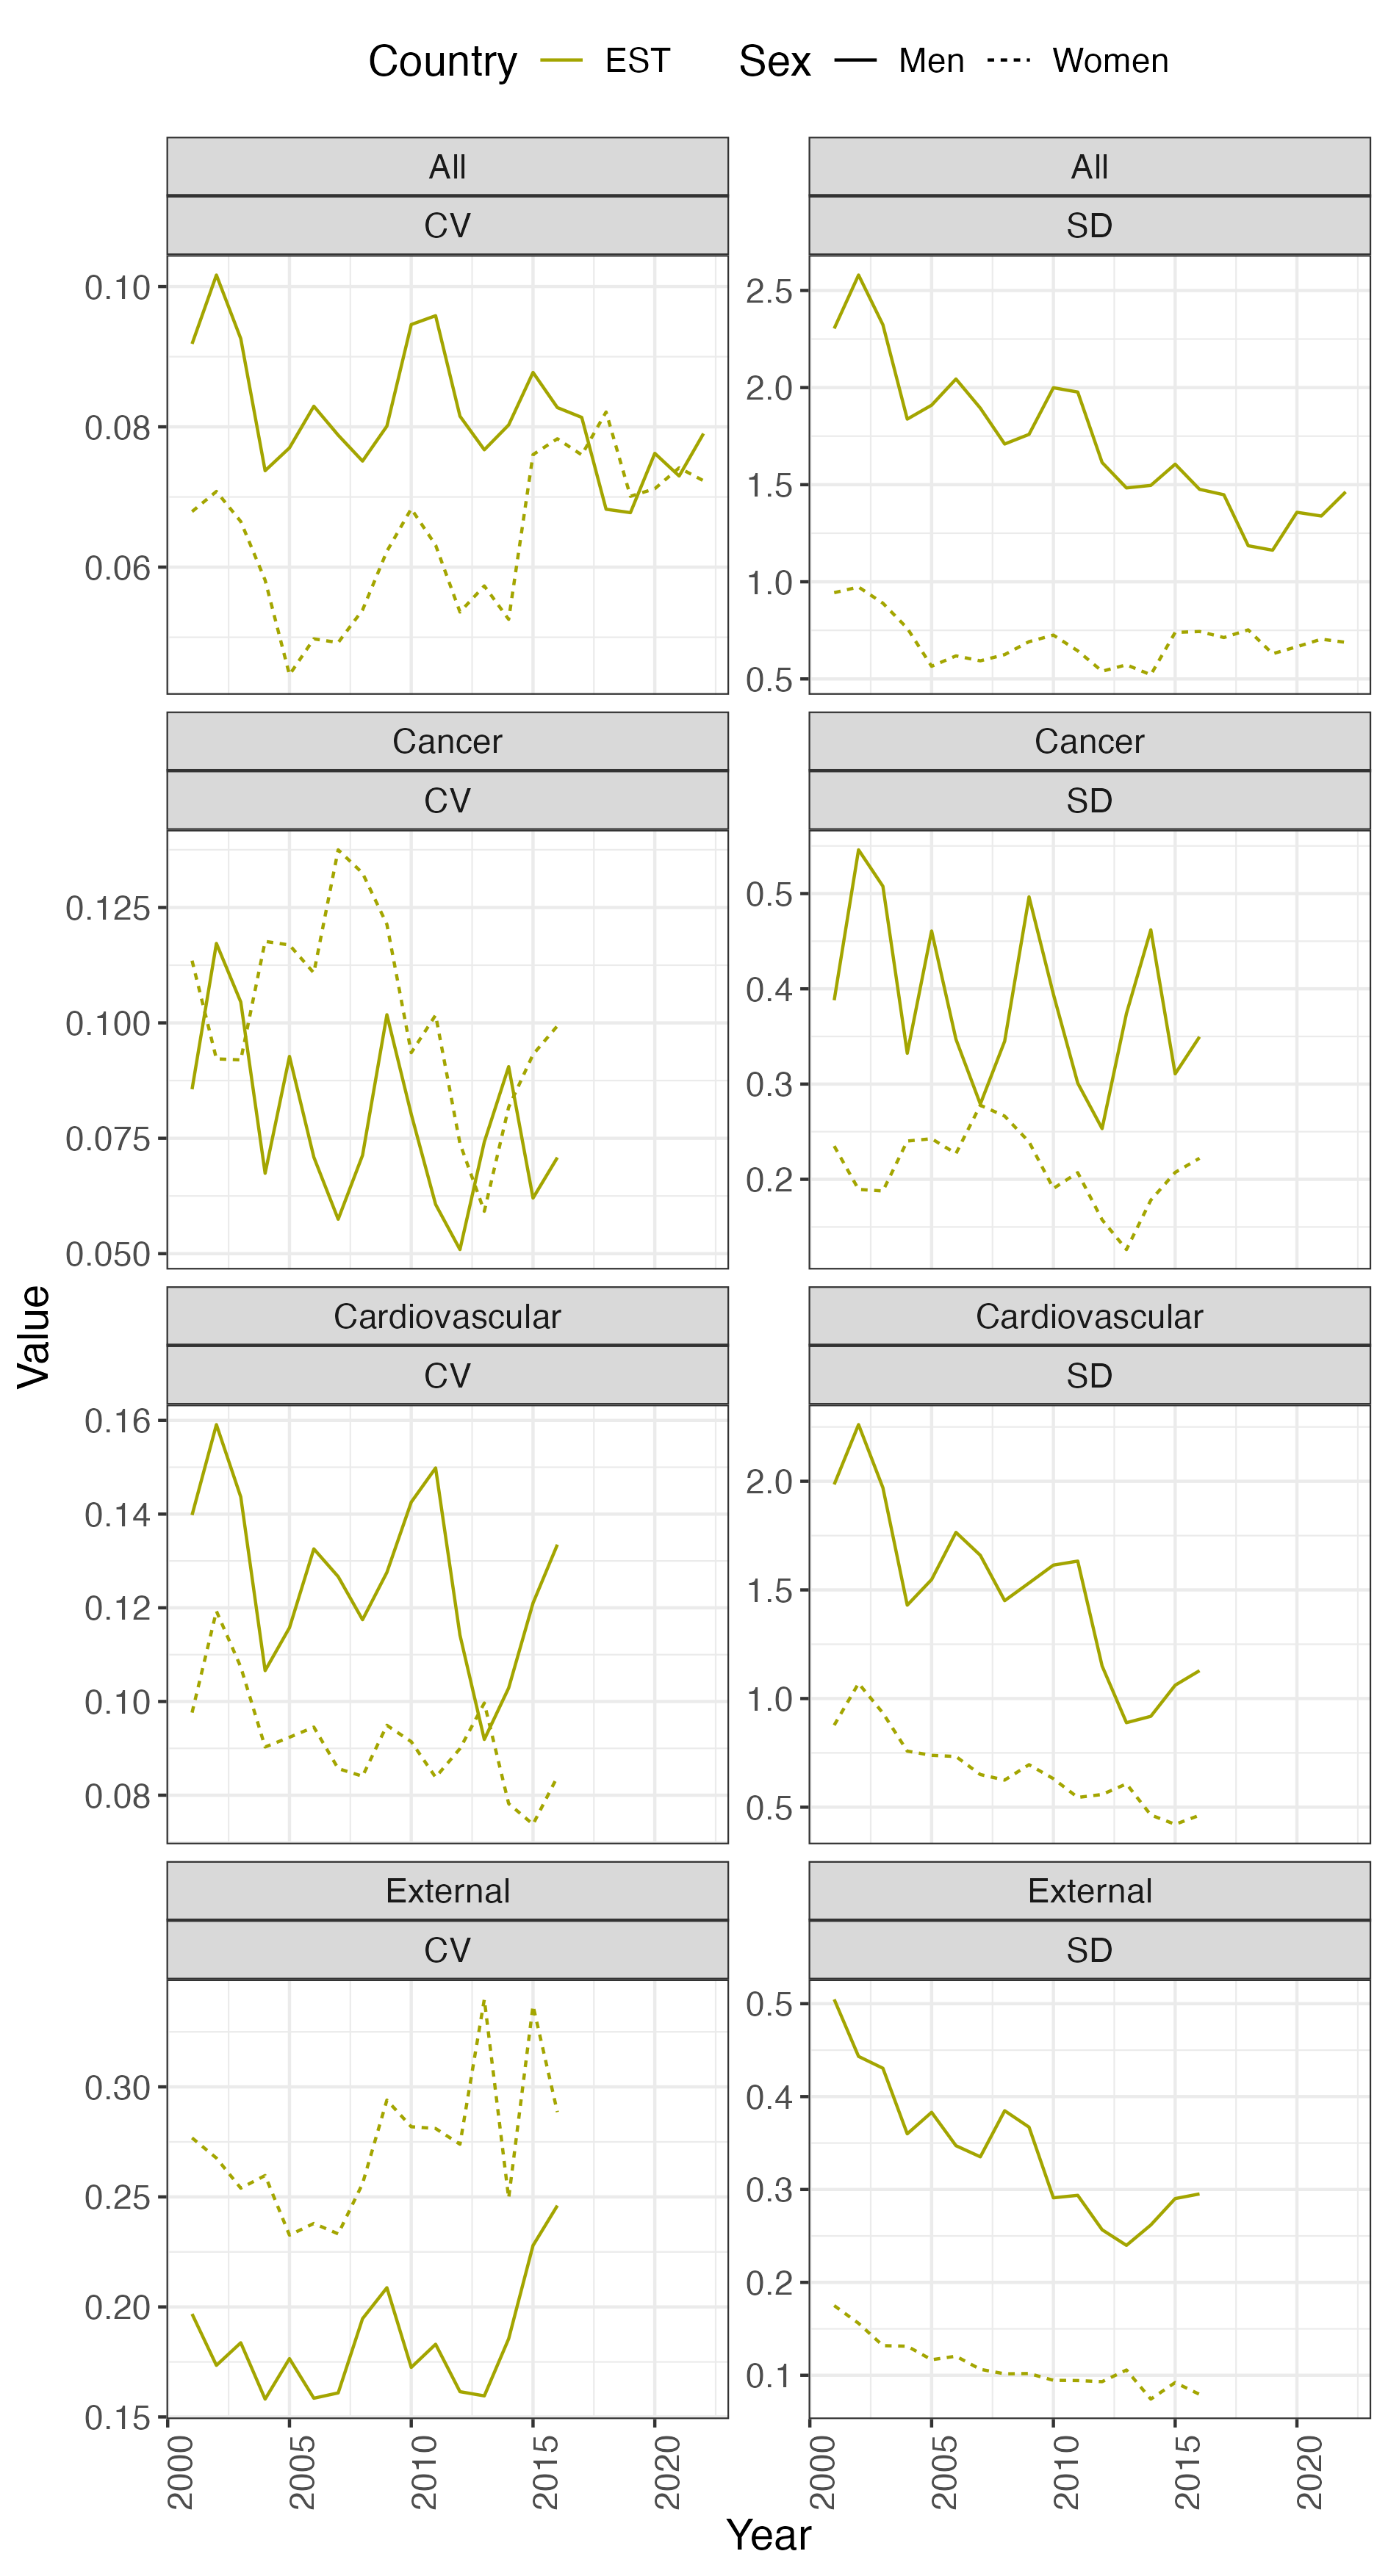 Country EST Sex Men Women
All All
CV SD
0.10
0.08
0.06
2.5
2.0
1.5
1.0
0.5
Cancer Cancer
CV SD
0.125
0.100
0.075
0.050
0.5
0.4
0.3
0.2
Cardiovascular Cardiovascular
CV SD
0.16
0.14
0.12
0.10
0.08
2.0
1.5
1.0
0.5
External External
CV SD
0.30
0.25
0.20
0.15
0.5
0.4
0.3
0.2
0.1
2000 2005 2010 2015 2020 2000 2005 2010 2015 2020
Year
Value